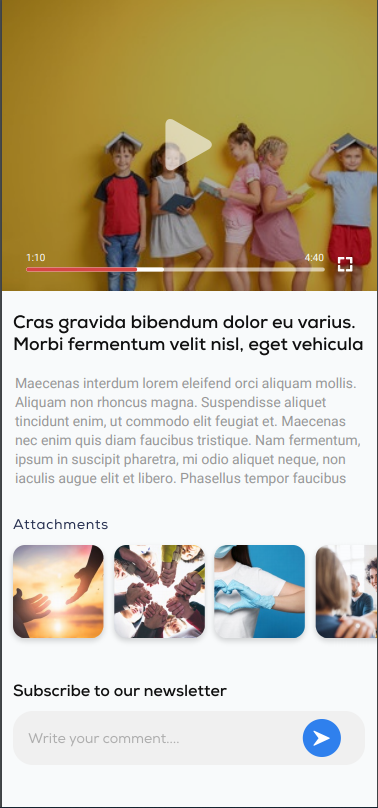 1:10
4:40
Cras gravida bibendum dolor eu varius.
Morbi fermentum velit nisl, eget vehicula
Maecenas interdum lorem eleifend orci aliquam mollis.
Aliquam non rhoncus magna. Suspendisse aliquet
tincidunt enim, ut commodo elit feugiat et. Maecenas
nec enim quis diam faucibus tristique. Nam fermentum,
ipsum in suscipit pharetra, mi odio aliquet neque, non
iaculis augue elit et libero. Phasellus tempor faucibus
Attachments
Subscribe to our newsletter
Write your comment....